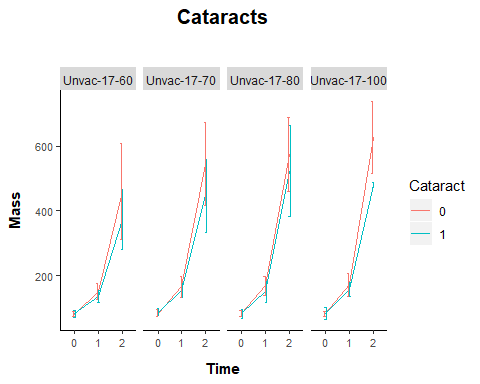 Cataracts
Unvac-17-60 Unvac-17-70 Unvac-17-80 Unvac-17-100
Mass
600
400
200
0 1 2 0 1 2 0 1 2 0 1 2
Time
Cataract
0
1